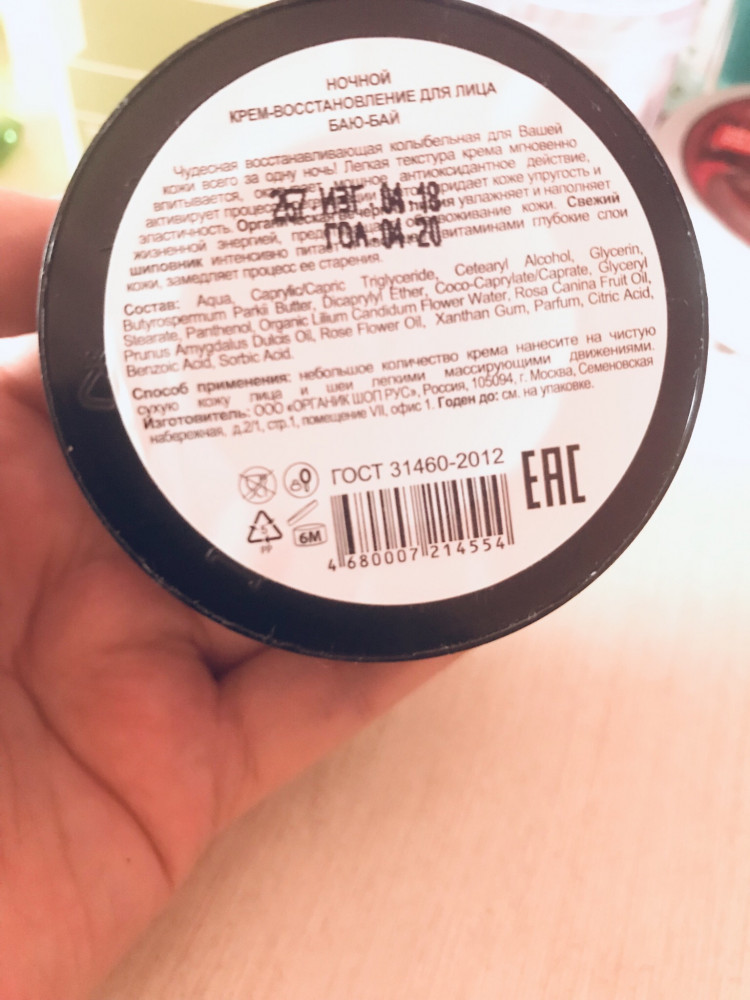 НОЧНОЙ
КРЕМ-ВОССТАНОВЛЕНИЕ ДЛЯ ЛИЦА
БАЮ-БАЙ
Чудесная восстанавливающая колыбельная для Вашей
кожи всего за одну ночь! Легкая текстура крема мгновенно
впитывается, мощное антиоксидантное действие,
активирует придает коже упругость и
эластичность. увлажняет и наполняет
жизненной энергией, кожи. Свежий
шиповник интенсивно витаминами глубокие слои
кожи, замедляет процесс ее старения.
257 ИЗГ. 04 18
ГОД. 04 20
Состав: Aqua, Caprylic/Capric Triglyceride, Cetearyl Alcohol, Glycerin,
Butyrospermum Parkii Butter, Dicaprylyl Ether, Coco-Caprylate/Caprate, Glyceryl
Stearate, Panthenol, Organic Lilium Candidum Flower Water, Rosa Canina Fruit Oil,
Prunus Amygdalus Dulcis Oil, Rose Flower Oil, Xanthan Gum, Parfum, Citric Acid,
Benzoic Acid, Sorbic Acid.
Способ применения: небольшое количество крема нанесите на чистую
сухую кожу лица и шеи легкими массирующими движениями.
Изготовитель: ООО «ОРГАНИК ШОП РУС», Россия, 105094, г. Москва, Семеновская
набережная, д.2/1, стр.1, помещение VII, офис 1. Годен до: см. на упаковке.
ГОСТ 31460-2012
EAC
5
PP
6M
4 680007 214554